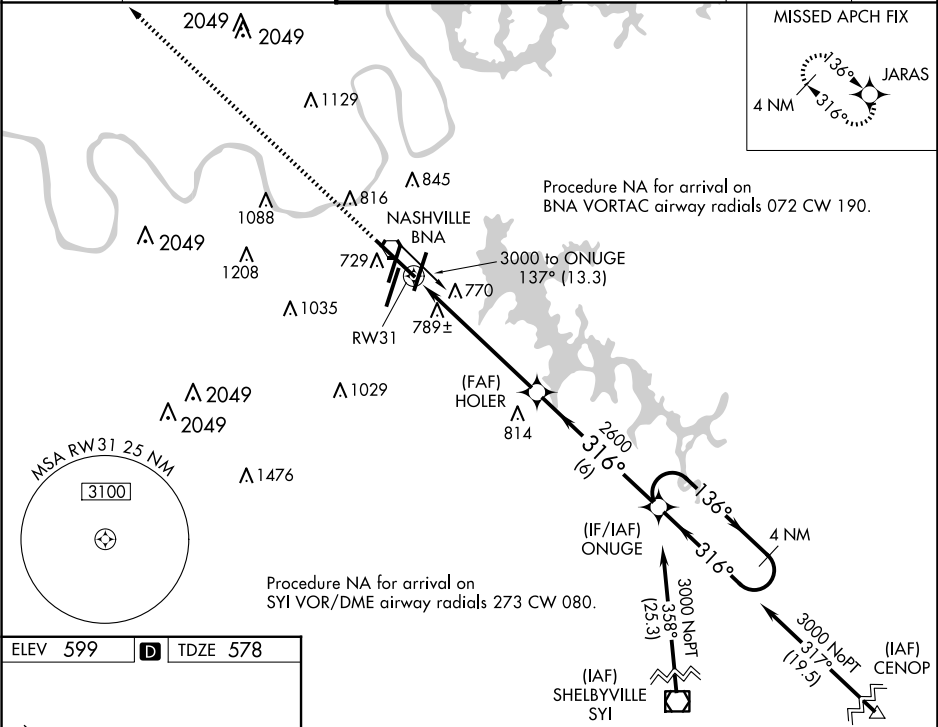 2049
2049
MISSED APCH FIX
136°
JARAS
4 NM
316°
1129
845
816
1088
Procedure NA for arrival on
BNA VORTAC airway radials 072 CW 190.
NASHVILLE
BNA
2049
1208
729
3000 to ONUGE
137° (13.3)
770
1035
789±
RW31
(FAF)
HOLER
1029
2049
2049
814
2600
316°
(6)
MSA RW31 25 NM
3100
1476
136°
(IF/IAF)
ONUGE
4 NM
316°
Procedure NA for arrival on
SYI VOR/DME airway radials 273 CW 080.
3000 NoPT
358°
(25.3)
3000 NoPT
317°
(19.5)
(IAF)
CENOP
(IAF)
SHELBYVILLE
SYI
ELEV 599 D TDZE 578